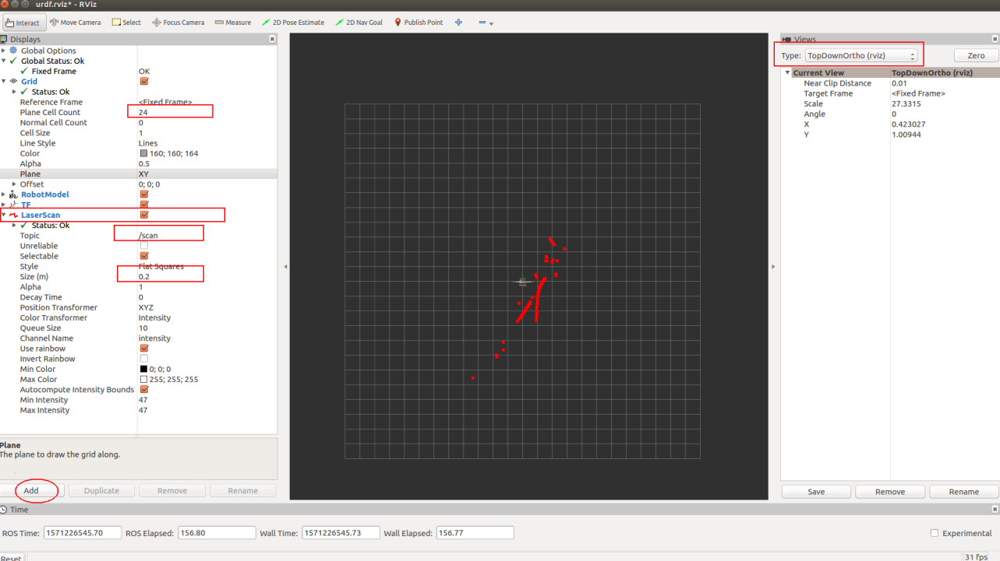 urdf.rviz* - RViz
Interact Move Camera Select Focus Camera Measure 2D Pose Estimate 2D Nav Goal Publish Point
Displays
Global Options
Global Status: Ok
Fixed Frame OK
Grid
Status: Ok
Reference Frame <Fixed Frame>
Plane Cell Count 24
Normal Cell Count 0
Cell Size 1
Line Style Lines
Color 160; 160; 164
Alpha 0.5
Plane XY
Offset 0; 0; 0
RobotModel
TF
LaserScan
Status: Ok
Topic /scan
Unreliable
Selectable
Style Flat Squares
Size (m) 0.2
Alpha 1
Decay Time 0
Position Transformer XYZ
Color Transformer Intensity
Queue Size 10
Channel Name intensity
Use rainbow
Invert Rainbow
Min Color 0; 0; 0
Max Color 255; 255; 255
Autocompute Intensity Bounds
Min Intensity 47
Max Intensity 47
Plane
The plane to draw the grid along.
Add Duplicate Remove Rename
Views
Type: TopDownOrtho (rviz) Zero
Current View TopDownOrtho (rviz)
Near Clip Distance 0.01
Target Frame <Fixed Frame>
Scale 27.3315
Angle 0
X 0.423027
Y 1.00944
Save Remove Rename
Time
ROS Time: 1571226545.70 ROS Elapsed: 156.80 Wall Time: 1571226545.73 Wall Elapsed: 156.77 Experimental
Reset 31 fps